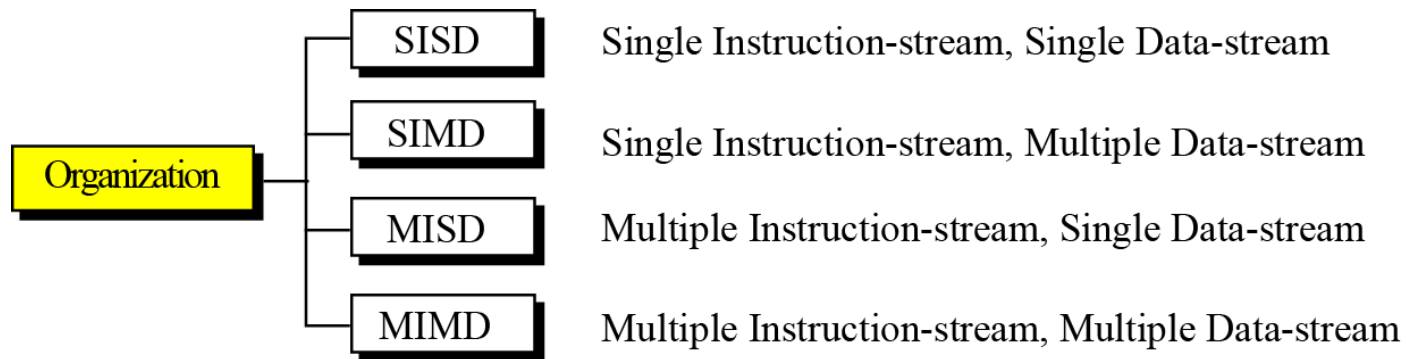 SISD Single Instruction-stream, Single Data-stream
SIMD Single Instruction-stream, Multiple Data-stream
Organization
MISD Multiple Instruction-stream, Single Data-stream
MIMD Multiple Instruction-stream, Multiple Data-stream